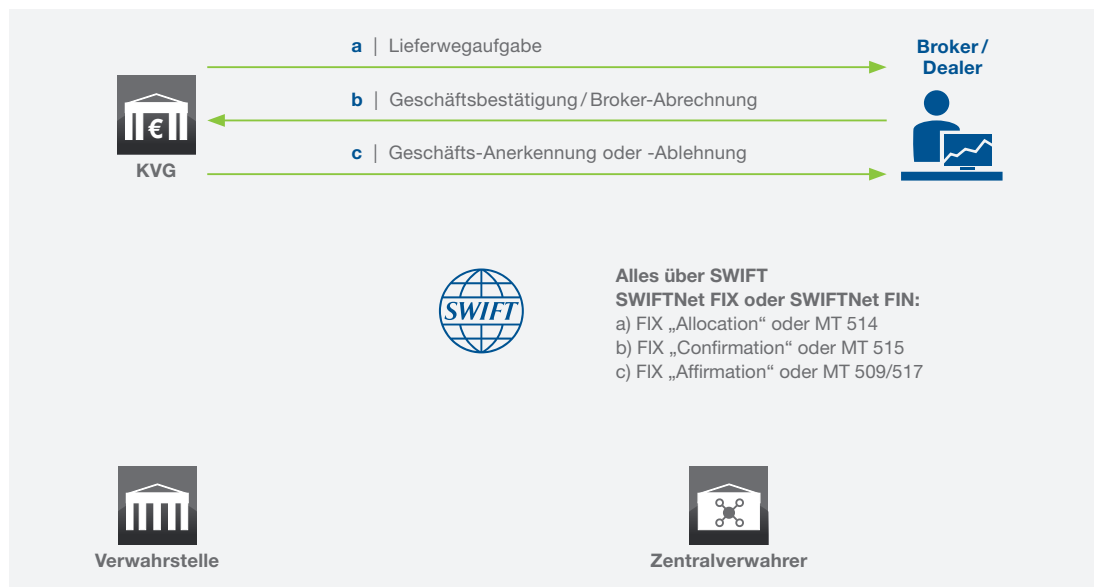 a | Lieferwegaufgabe
Broker/
Dealer
b | Geschäftsbestätigung/Broker-Abrechnung
€
c | Geschäfts-Anerkennung oder -Ablehnung
KVG
SWIFT
Alles über SWIFT
SWIFTNet FIX oder SWIFTNet FIN:
a) FIX „Allocation“ oder MT 514
b) FIX „Confirmation“ oder MT 515
c) FIX „Affirmation“ oder MT 509/517
Verwahrstelle
Zentralverwahrer